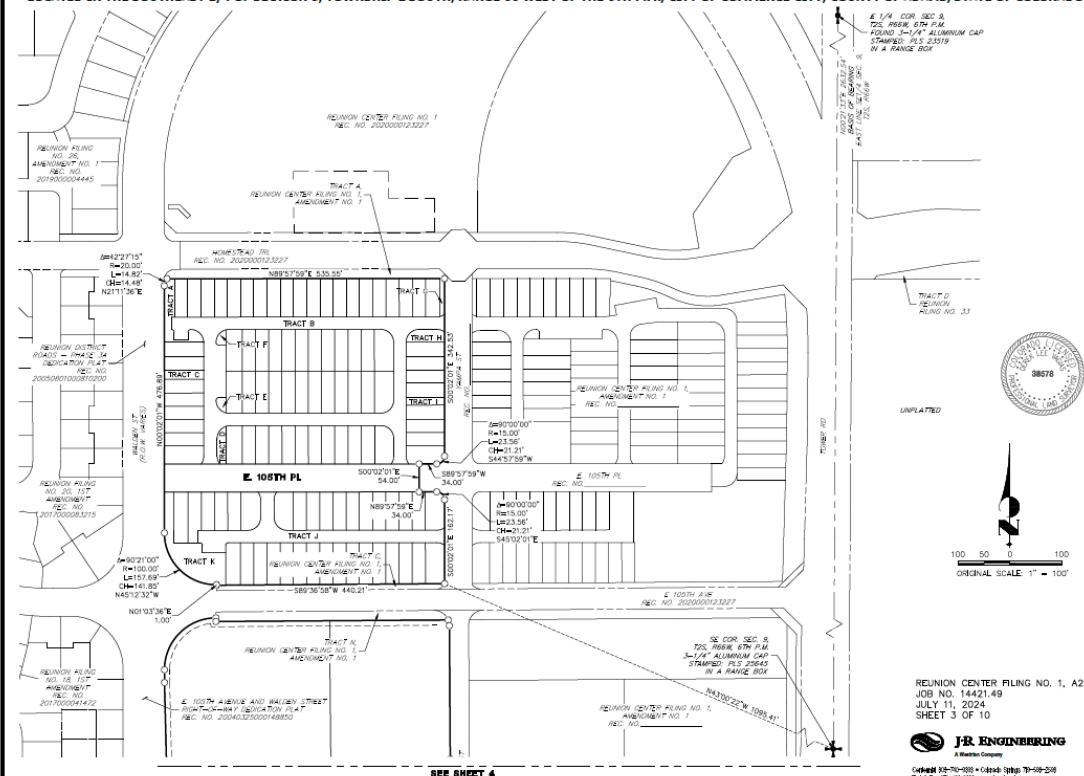 E 1/4 COR. SEC 9,
T2S, R66W, 6TH P.M.
FOUND 3-1/4" ALUMINUM CAP
STAMPED: PLS 23519
IN A RANGE BOX
BASIS OF BEARING
EAST LINE SE1/4 SEC. 9,
T2S, R66W
REUNION CENTER FILING NO. 1
REC. NO. 2020000123227
REUNION FILING
NO. 26,
AMENDMENT NO. 1
REC. NO.
2019000004445
TRACT A,
REUNION CENTER FILING NO. 1,
AMENDMENT NO. 1
HOMESTEAD TRL
REC. NO. 2020000123227
Δ=42°27'15"
R=20.00'
L=14.82'
CH=14.48'
N21°11'36"E
N89°57'59"E 535.55'
TRACT A
TRACT G
TRACT B
TRACT F
TRACT H
TRACT C
TRACT E
TRACT I
TRACT D
S00°02'01"E 342.53'
YAMPA ST
REC. NO.
REUNION DISTRICT
ROADS - PHASE 3A
DEDICATION PLAT
REC. NO.
20050801000810200
N00°02'01"W 476.89'
WALDEN ST
(R.O.W. VARIES)
REUNION CENTER FILING NO. 1,
AMENDMENT NO. 1
REC. NO.
TRACT D
REUNION
FILING NO. 33
COLORADO LICENSED
38578
PROFESSIONAL LAND SURVEYOR
UNPLATTED
TOWER RD
Δ=90°00'00"
R=15.00'
L=23.56'
CH=21.21'
S44°57'59"W
S00°02'01"E
54.00'
S89°57'59"W
34.00'
E. 105TH PL
E 105TH PL
REC. NO.
N89°57'59"E
34.00'
Δ=90°00'00"
R=15.00'
L=23.56'
CH=21.21'
S45°02'01"E
REUNION FILING
NO. 20, 1ST
AMENDMENT
REC. NO.
2017000083215
S00°02'01"E 162.17'
TRACT J
TRACT K
TRACT C,
REUNION CENTER FILING NO. 1,
AMENDMENT NO. 1
Δ=90°21'00"
R=100.00'
L=157.69'
CH=141.85'
N45°12'32"W
S89°36'58"W 440.21'
N01°03'36"E
1.00'
E 105TH AVE
REC. NO. 2020000123227
100 50 0 100
ORIGINAL SCALE: 1" = 100'
TRACT N,
REUNION CENTER FILING NO. 1,
AMENDMENT NO. 1
SE COR. SEC. 9,
T2S, R66W, 6TH P.M.
3-1/4" ALUMINUM CAP
STAMPED: PLS 25645
IN A RANGE BOX
N43°00'22"W 1095.41'
REUNION FILING
NO. 18, 1ST
AMENDMENT
REC. NO.
2017000041472
E 105TH AVENUE AND WALDEN STREET
RIGHT-OF-WAY DEDICATION PLAT
REC. NO. 20040325000148850
REUNION CENTER FILING NO. 1,
AMENDMENT NO. 1
REC. NO.
REUNION CENTER FILING NO. 1, A2
JOB NO. 14421.49
JULY 11, 2024
SHEET 3 OF 10
J·R ENGINEERING
A Westrian Company
SEE SHEET 4